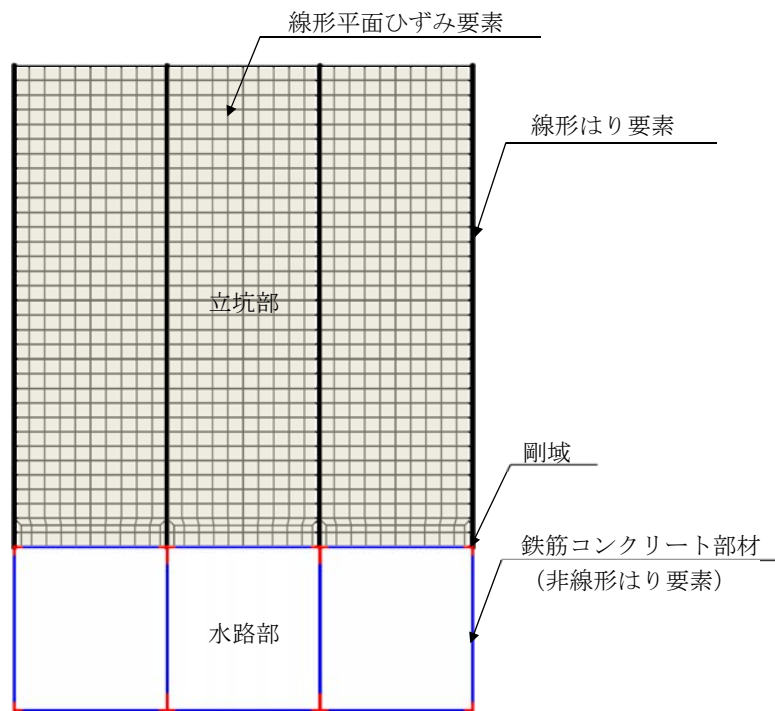 線形平面ひずみ要素
線形はり要素
立坑部
剛域
鉄筋コンクリート部材
（非線形はり要素）
水路部